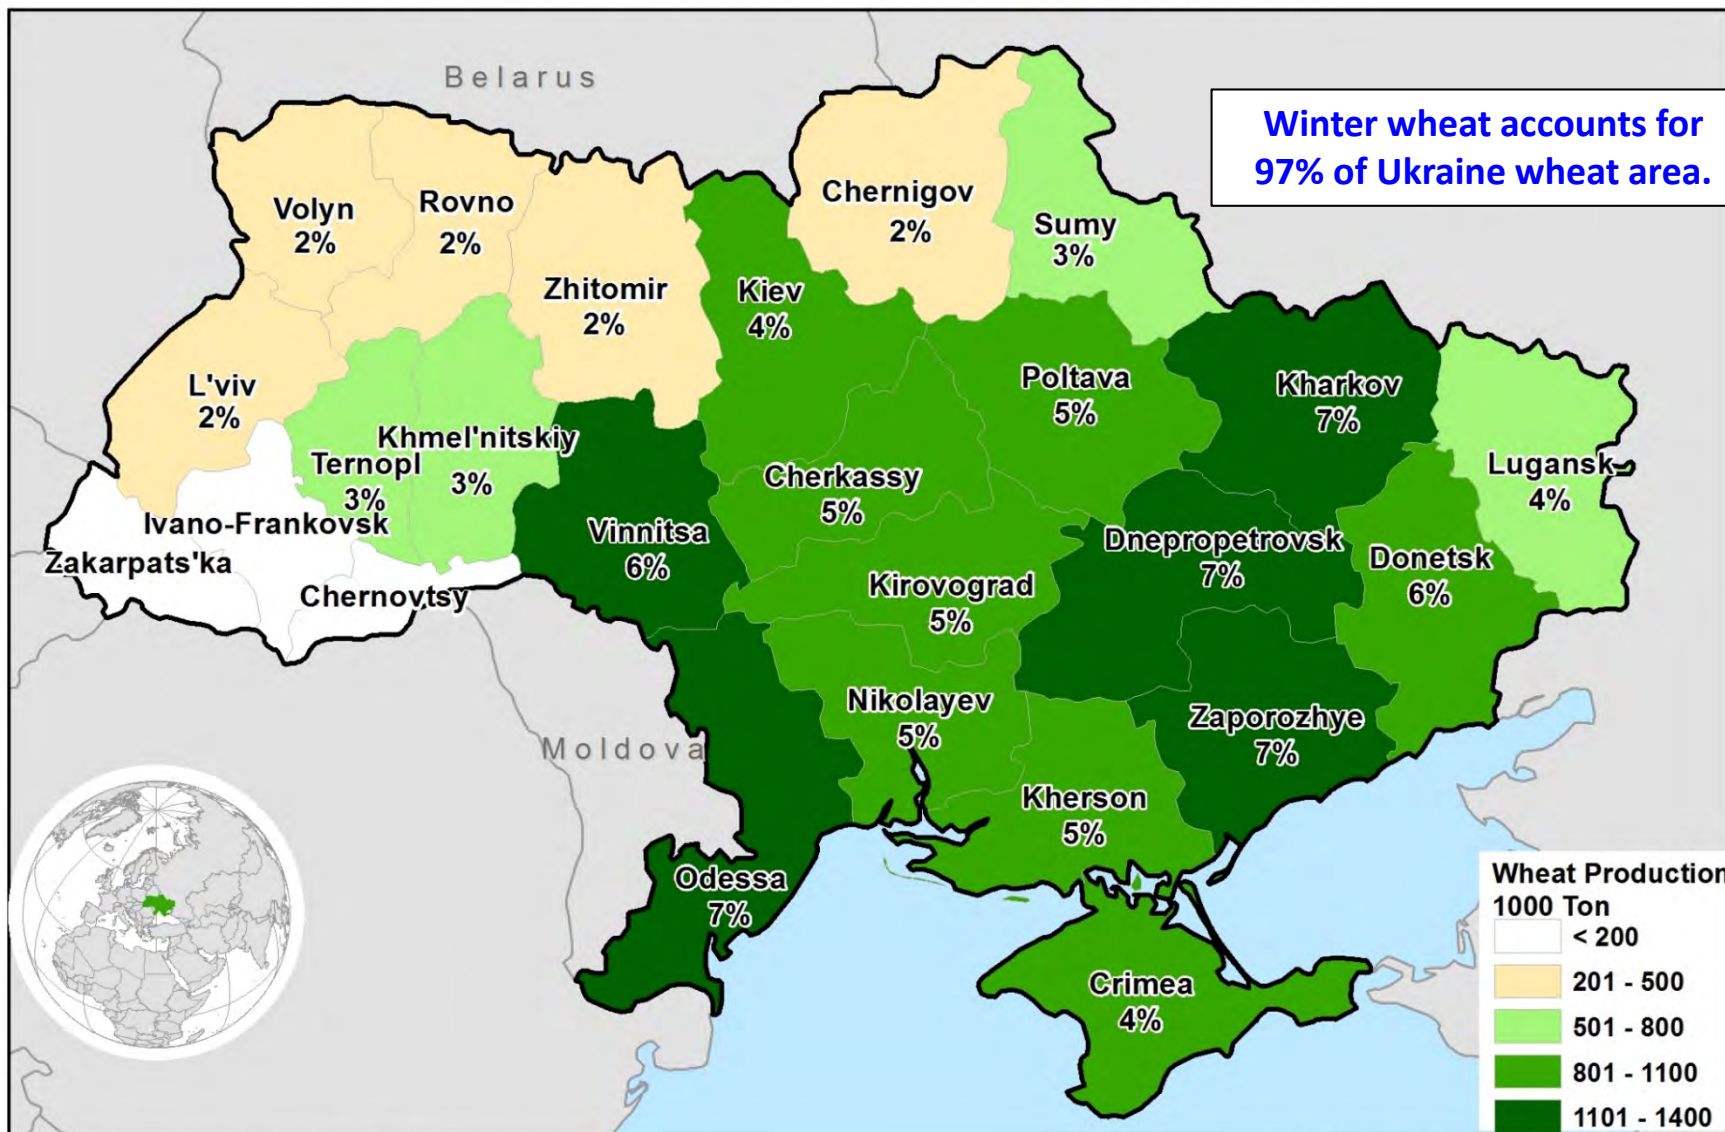 Belarus
Winter wheat accounts for
97% of Ukraine wheat area.
Volyn
2%
Rovno
2%
Chernigov
2%
Sumy
3%
Zhitomir
2%
Kiev
4%
L'viv
2%
Poltava
5%
Kharkov
7%
Khmel'nitskiy
3%
Ternopl
3%
Cherkassy
5%
Lugansk
4%
Ivano-Frankovsk
Zakarpats'ka
Chernovtsy
Vinnitsa
6%
Kirovograd
5%
Dnepropetrovsk
7%
Donetsk
6%
Nikolayev
5%
Zaporozhye
7%
Moldova
Kherson
5%
Odessa
7%
Crimea
4%
Wheat Production
1000 Ton
< 200
201 - 500
501 - 800
801 - 1100
1101 - 1400